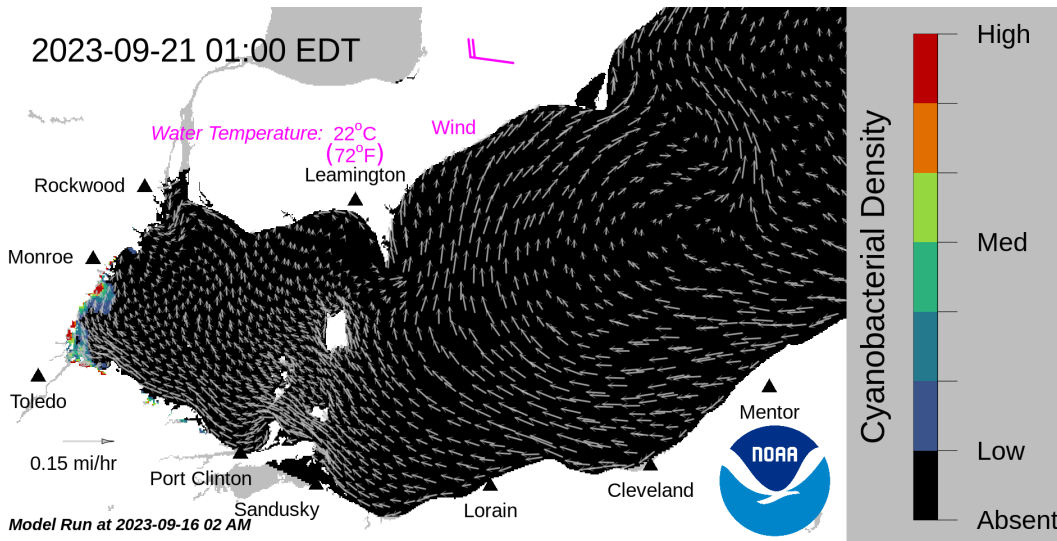 2023-09-21 01:00 EDT
Water Temperature: 22°C
(72°F)
Wind
Leamington
Rockwood
Monroe
Toledo
0.15 mi/hr
Port Clinton
Sandusky
Lorain
Cleveland
Mentor
NOAA
Model Run at 2023-09-16 02 AM
Cyanobacterial Density
High
Med
Low
Absent